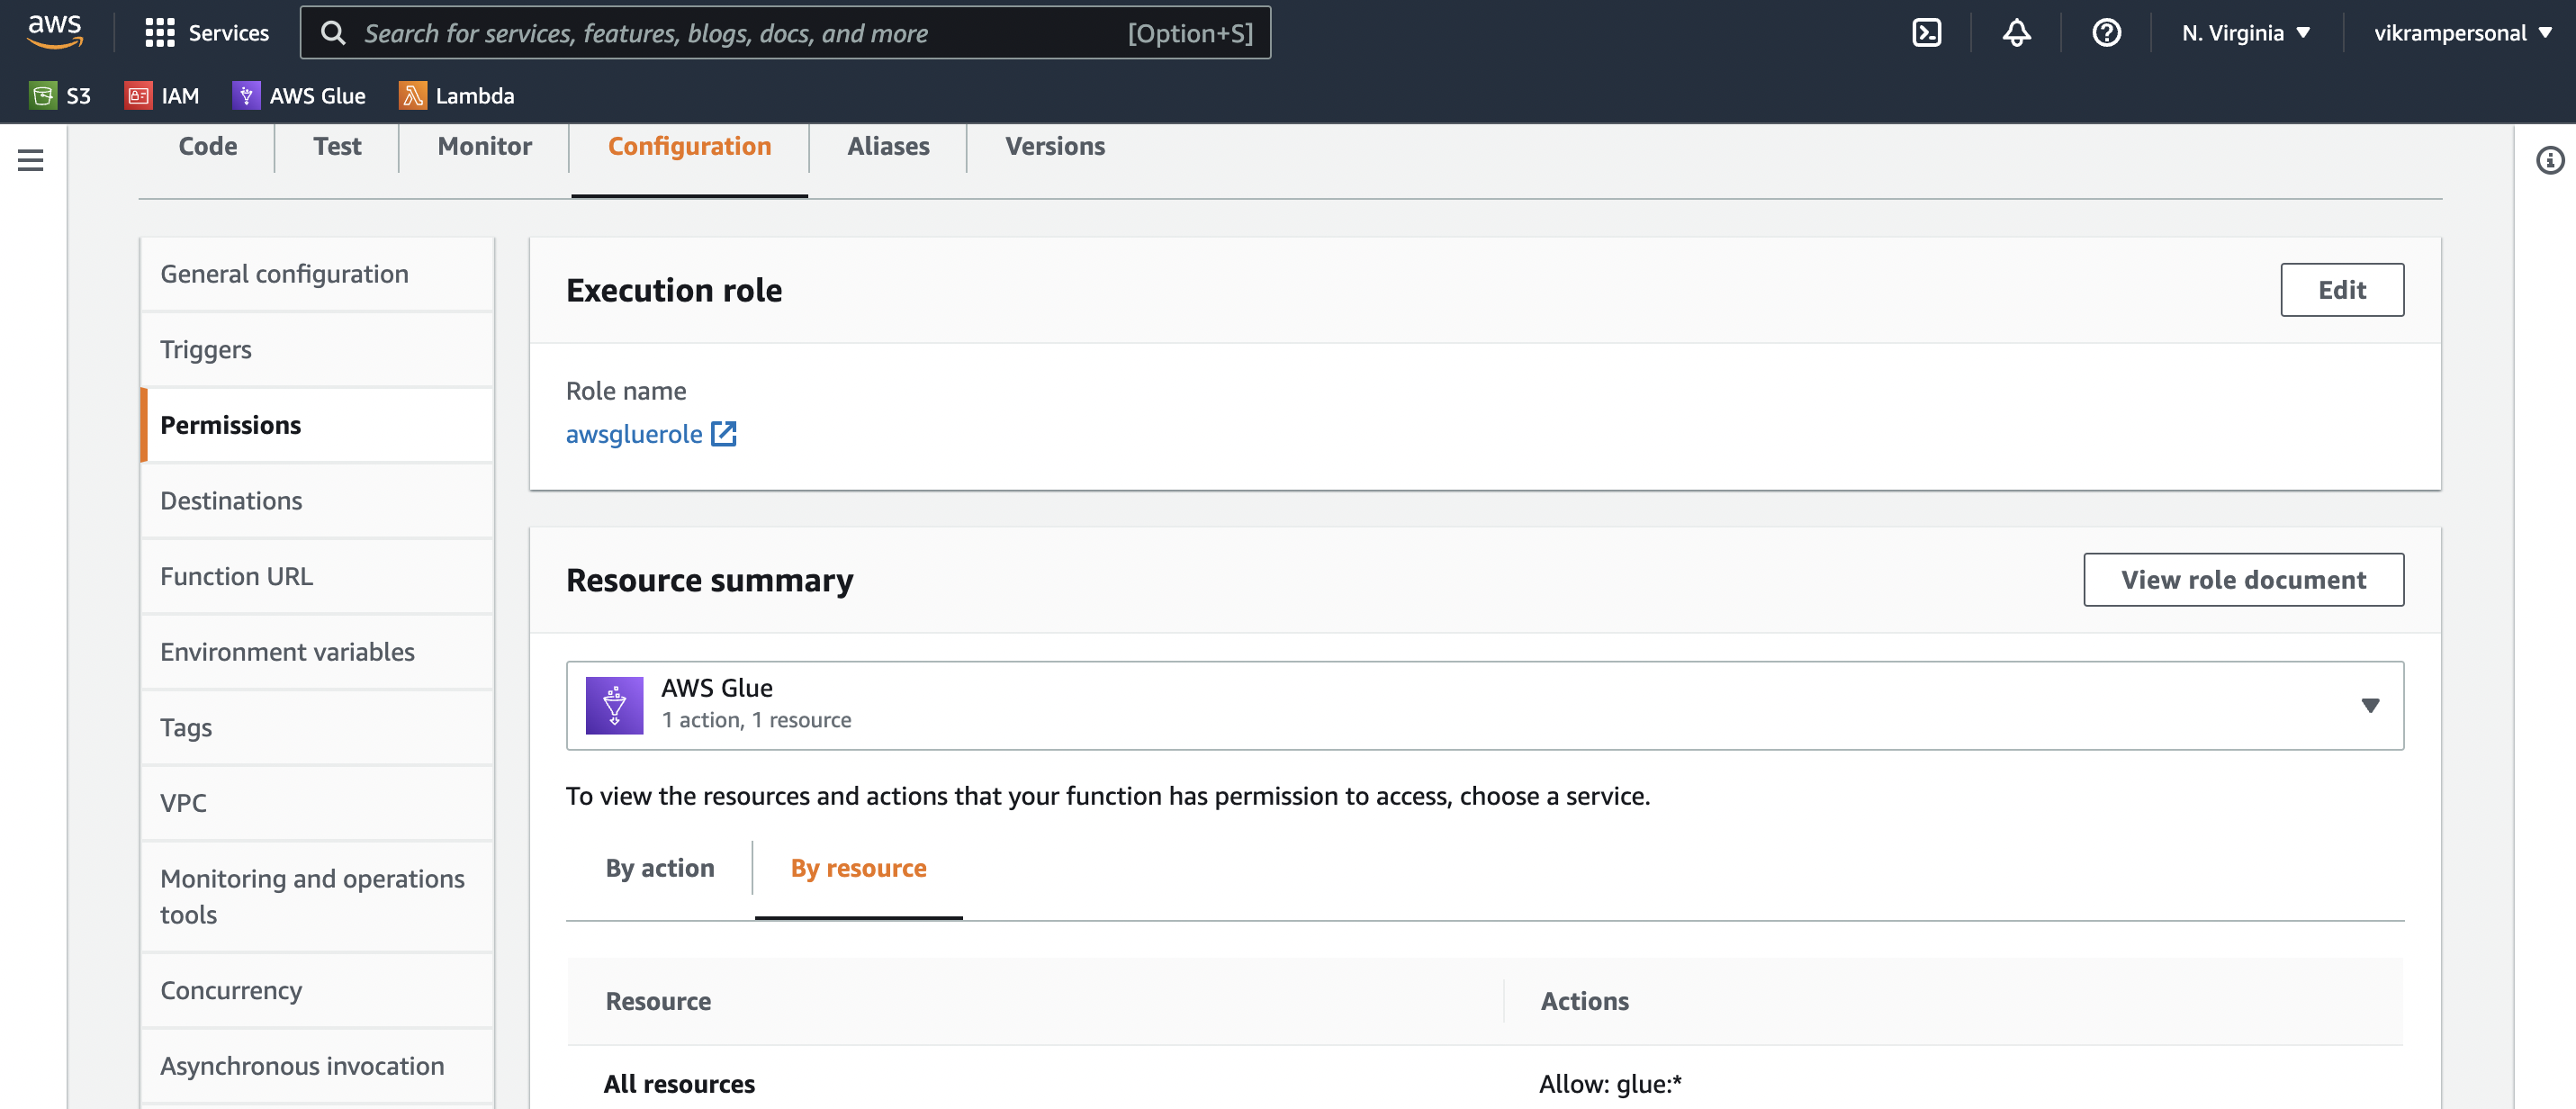 aws
Services
Search for services, features, blogs, docs, and more [Option+S]
N. Virginia ▼
vikrampersonal ▼
S3
IAM
AWS Glue
Lambda
Code
Test
Monitor
Configuration
Aliases
Versions
General configuration
Triggers
Permissions
Destinations
Function URL
Environment variables
Tags
VPC
Monitoring and operations
tools
Concurrency
Asynchronous invocation
Execution role
Edit
Role name
awsgluerole
Resource summary
View role document
AWS Glue
1 action, 1 resource
To view the resources and actions that your function has permission to access, choose a service.
By action
By resource
Resource
Actions
All resources
Allow: glue:*